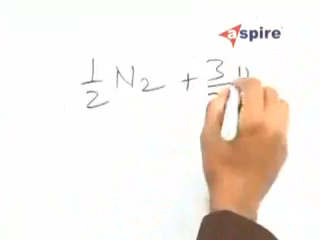 aspire
1/2 N2 + 3/